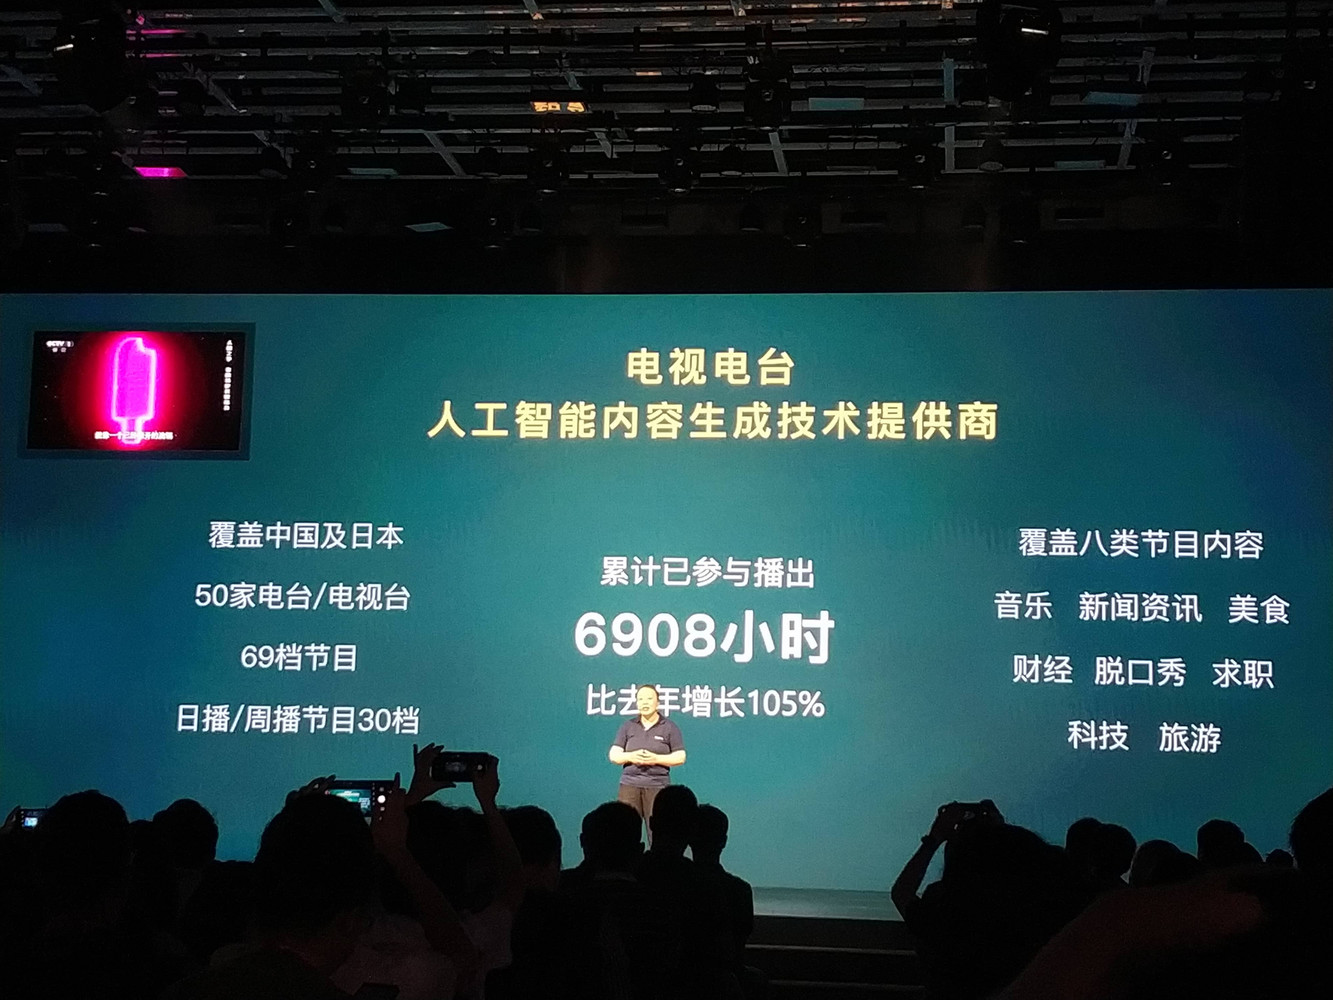 电视电台
人工智能内容生成技术提供商
覆盖中国及日本
50家电台/电视台
69档节目
日播/周播节目30档
累计已参与播出
6908小时
比去年增长105%
覆盖八类节目内容
音乐 新闻资讯 美食
财经 脱口秀 求职
科技 旅游